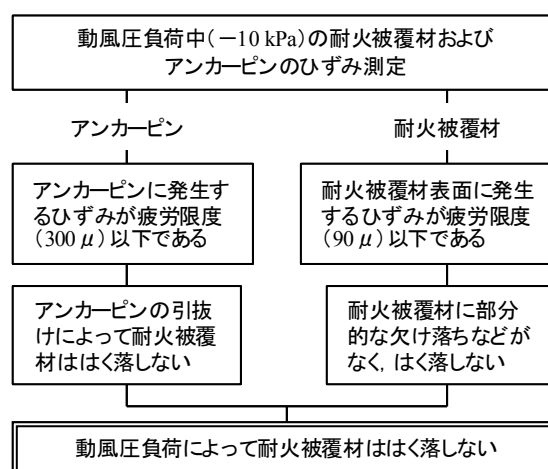 動風圧負荷中(-10 kPa)の耐火被覆材および
アンカーピンのひずみ測定
アンカーピン
耐火被覆材
アンカーピンに発生す
るひずみが疲労限度
(300μ)以下である
耐火被覆材表面に発生
するひずみが疲労限度
(90μ)以下である
アンカーピンの引抜
けによって耐火被覆
材ははく落しない
耐火被覆材に部分
的な欠け落ちなどが
なく, はく落しない
動風圧負荷によって耐火被覆材ははく落しない